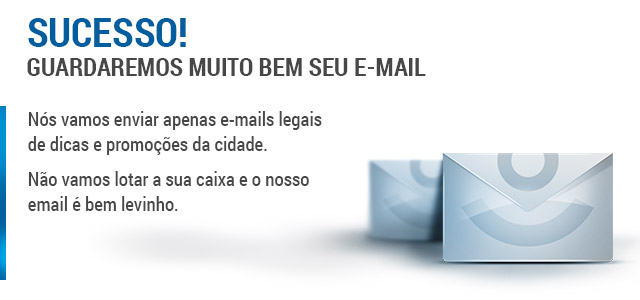 SUCESSO!
GUARDAREMOS MUITO BEM SEU E-MAIL
Nós vamos enviar apenas e-mails legais
de dicas e promoções da cidade.
Não vamos lotar a sua caixa e o nosso
email é bem levinho.